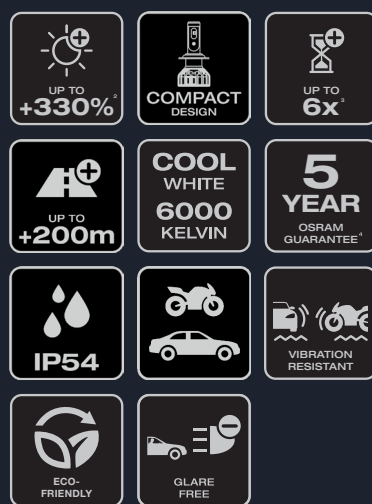 UP TO
+330%²
COMPACT
DESIGN
UP TO
6x³
UP TO
+200m
COOL
WHITE
6000
KELVIN
5
YEAR
OSRAM
GUARANTEE⁴
IP54
VIBRATION
RESISTANT
ECO-
FRIENDLY
GLARE
FREE